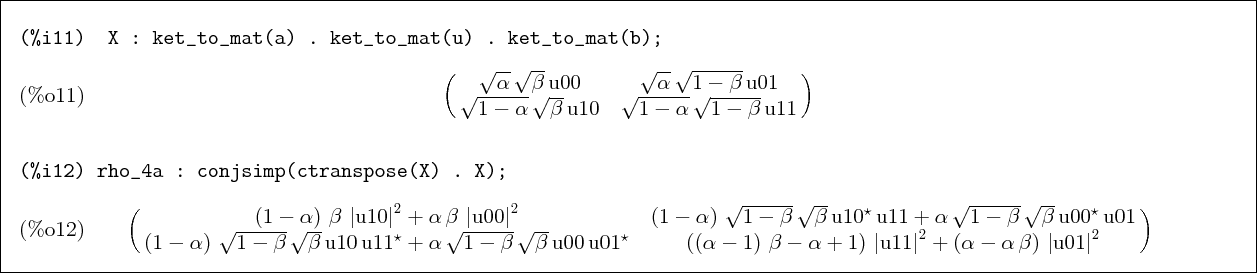 (%i11) X : ket_to_mat(a) . ket_to_mat(u) . ket_to_mat(b);
(%o11) ( √α √β u00 √α √(1 − β) u01
√(1 − α) √β u10 √(1 − α) √(1 − β) u11 )
(%i12) rho_4a : conjsimp(ctranspose(X) . X);
(%o12) ( (1 − α) β |u10|² + α β |u00|² (1 − α) √(1 − β) √β u10⋆ u11 + α √(1 − β) √β u00⋆ u01
(1 − α) √(1 − β) √β u10 u11⋆ + α √(1 − β) √β u00 u01⋆ ((α − 1) β − α + 1) |u11|² + (α − α β) |u01|² )